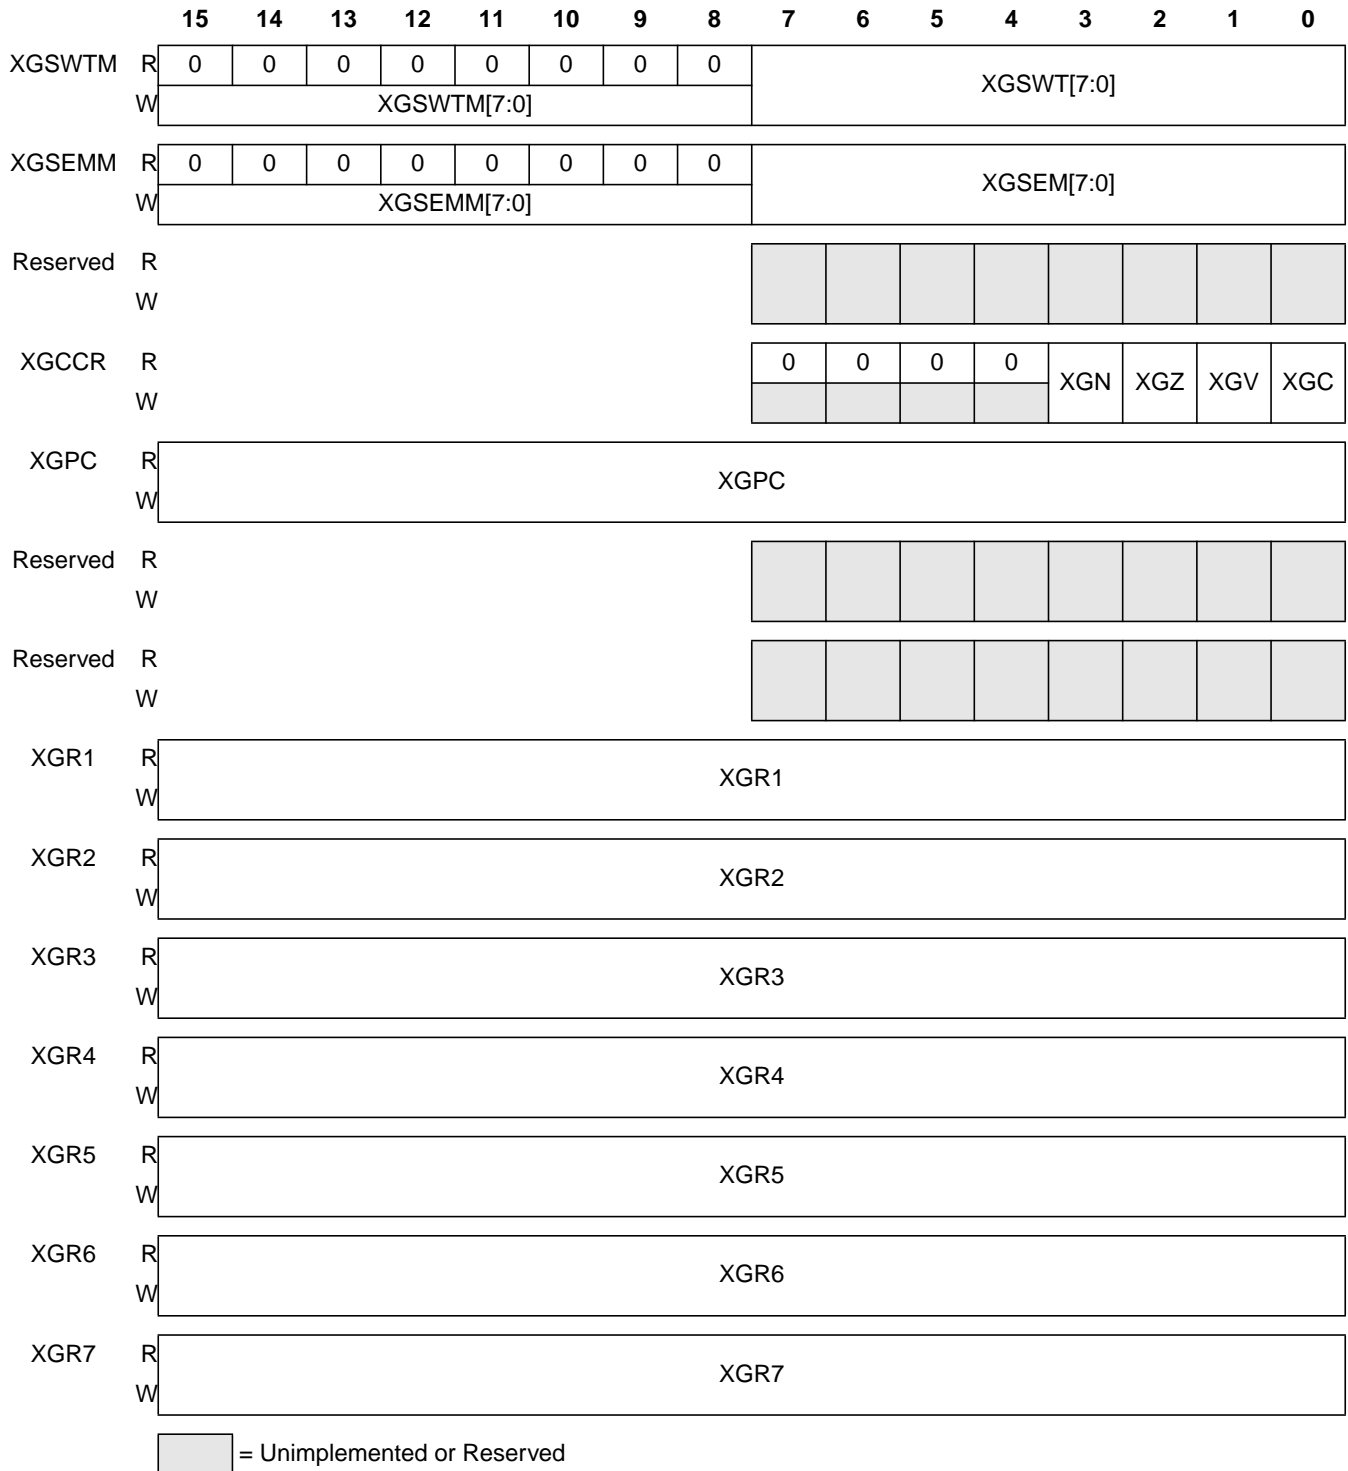 15 14 13 12 11 10 9 8 7 6 5 4 3 2 1 0
XGSWTM R 0 0 0 0 0 0 0 0 XGSWT[7:0]
W XGSWTM[7:0]
XGSEMM R 0 0 0 0 0 0 0 0 XGSEM[7:0]
W XGSEMM[7:0]
Reserved R
W
XGCCR R 0 0 0 0 XGN XGZ XGV XGC
W
XGPC R XGPC
W
Reserved R
W
Reserved R
W
XGR1 R XGR1
W
XGR2 R XGR2
W
XGR3 R XGR3
W
XGR4 R XGR4
W
XGR5 R XGR5
W
XGR6 R XGR6
W
XGR7 R XGR7
W
= Unimplemented or Reserved